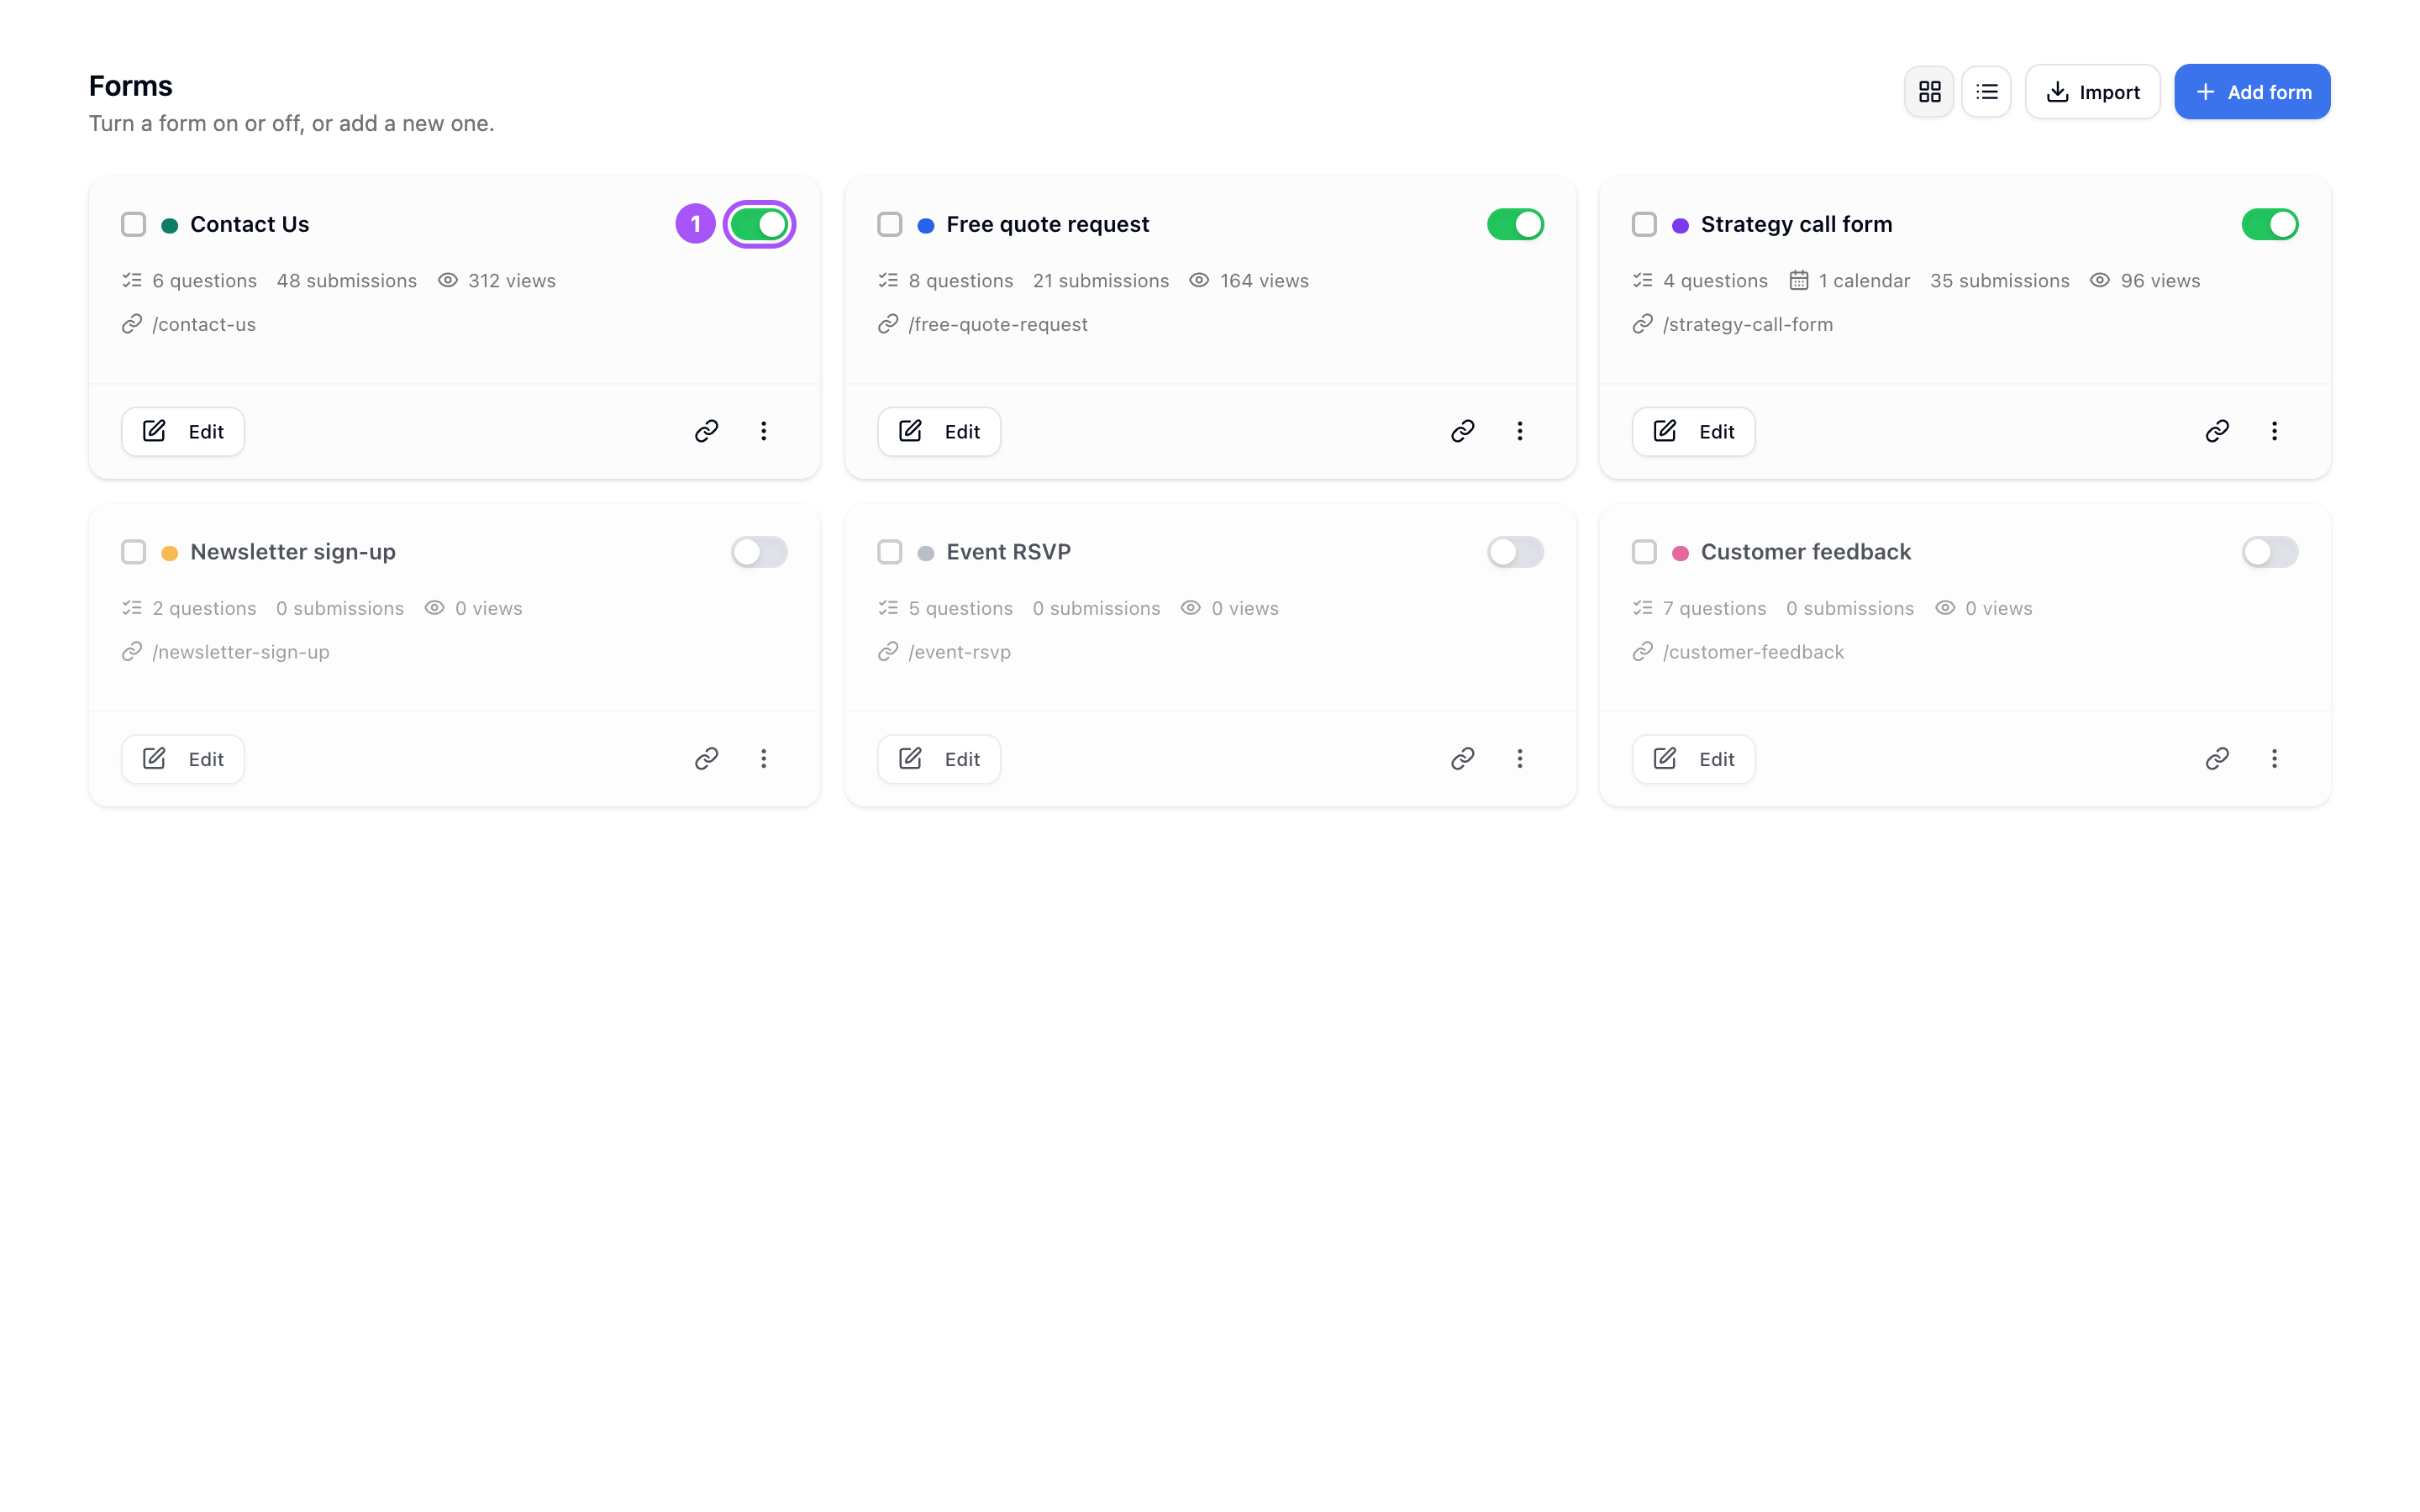 Forms
Turn a form on or off, or add a new one.
Import
Add form
Contact Us
1
6 questions 48 submissions 312 views
/contact-us
Edit
Free quote request
8 questions 21 submissions 164 views
/free-quote-request
Edit
Strategy call form
4 questions 1 calendar 35 submissions 96 views
/strategy-call-form
Edit
Newsletter sign-up
2 questions 0 submissions 0 views
/newsletter-sign-up
Edit
Event RSVP
5 questions 0 submissions 0 views
/event-rsvp
Edit
Customer feedback
7 questions 0 submissions 0 views
/customer-feedback
Edit